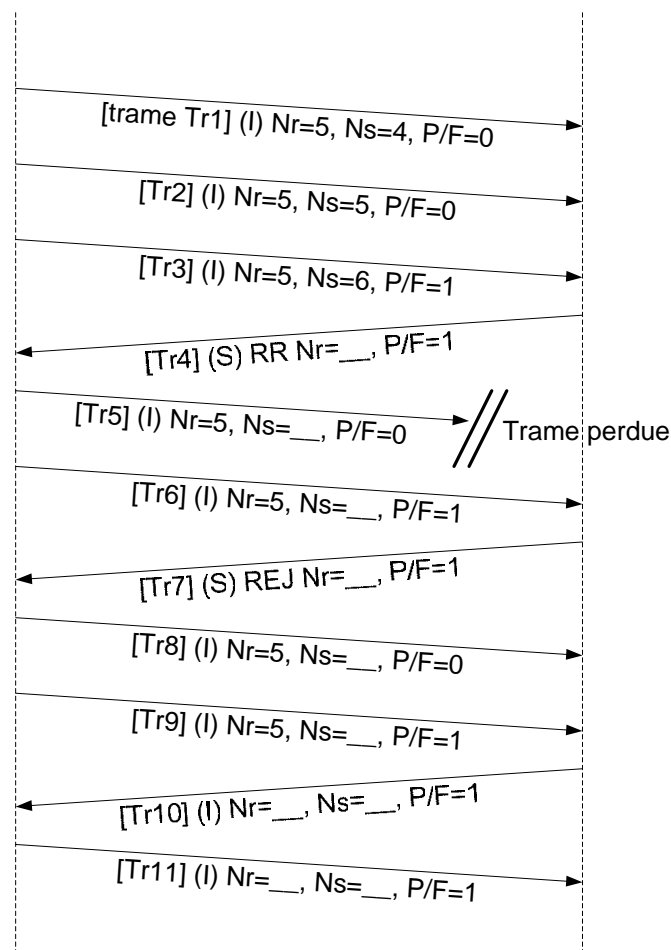 [trame Tr1] (I) Nr=5, Ns=4, P/F=0
[Tr2] (I) Nr=5, Ns=5, P/F=0
[Tr3] (I) Nr=5, Ns=6, P/F=1
[Tr4] (S) RR Nr=__, P/F=1
[Tr5] (I) Nr=5, Ns=__, P/F=0
Trame perdue
[Tr6] (I) Nr=5, Ns=__, P/F=1
[Tr7] (S) REJ Nr=__, P/F=1
[Tr8] (I) Nr=5, Ns=__, P/F=0
[Tr9] (I) Nr=5, Ns=__, P/F=1
[Tr10] (I) Nr=__, Ns=__, P/F=1
[Tr11] (I) Nr=__, Ns=__, P/F=1